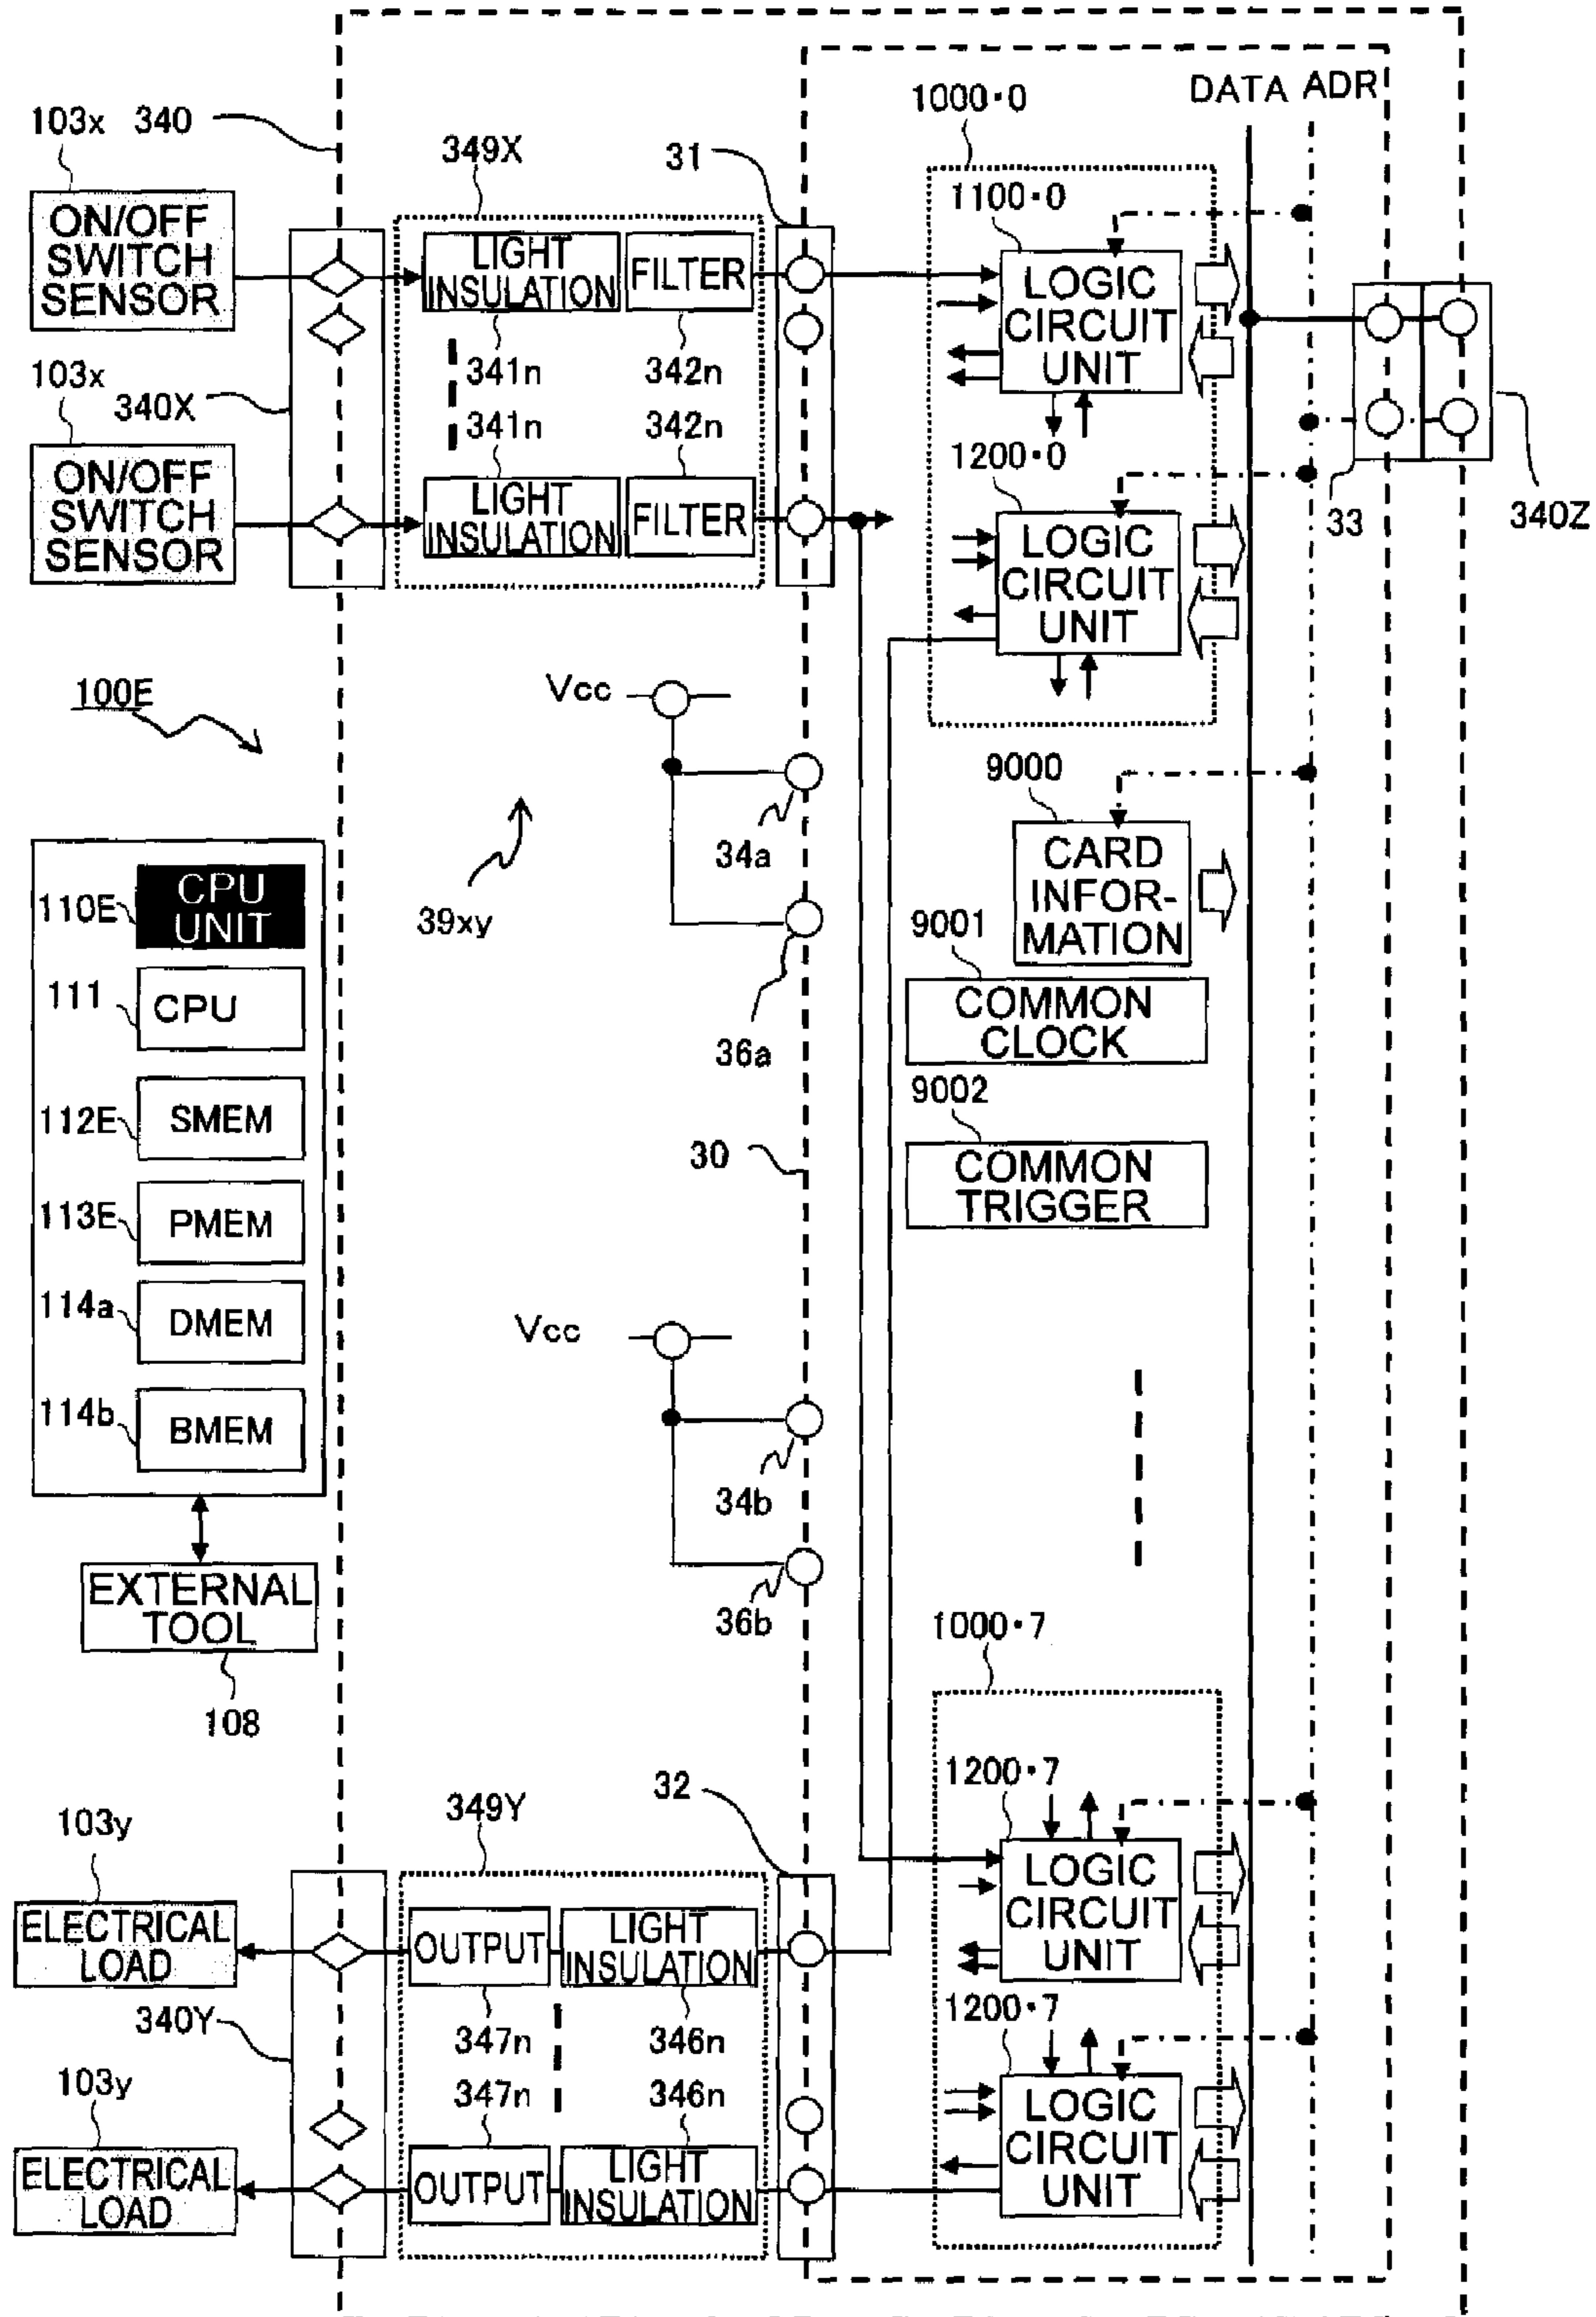 DATA ADR
1000・0
103x 340
349X
31
1100・0
ON/OFF
SWITCH
SENSOR
LIGHT
INSULATION
FILTER
LOGIC
CIRCUIT
UNIT
341n
342n
103x
340X
341n
342n
1200・0
ON/OFF
SWITCH
SENSOR
LIGHT
INSULATION
FILTER
LOGIC
CIRCUIT
UNIT
33
340Z
100E
Vcc
34a
39xy
36a
9000
CARD
INFOR-
MATION
9001
COMMON
CLOCK
9002
COMMON
TRIGGER
30
110E
CPU
UNIT
111
CPU
112E
SMEM
113E
PMEM
114a
DMEM
114b
BMEM
Vcc
34b
36b
EXTERNAL
TOOL
108
1000・7
1200・7
32
349Y
103y
ELECTRICAL
LOAD
OUTPUT
LIGHT
INSULATION
LOGIC
CIRCUIT
UNIT
340Y
347n
346n
1200・7
103y
347n
346n
ELECTRICAL
LOAD
OUTPUT
LIGHT
INSULATION
LOGIC
CIRCUIT
UNIT